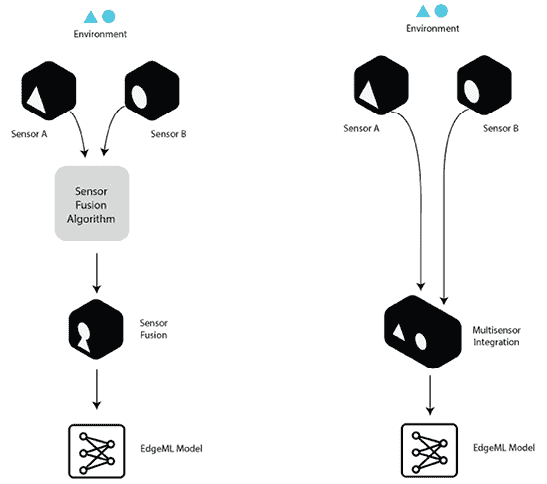 Environment
Sensor A
Sensor B
Sensor
Fusion
Algorithm
Sensor
Fusion
EdgeML Model
Environment
Sensor A
Sensor B
Multisensor
Integration
EdgeML Model